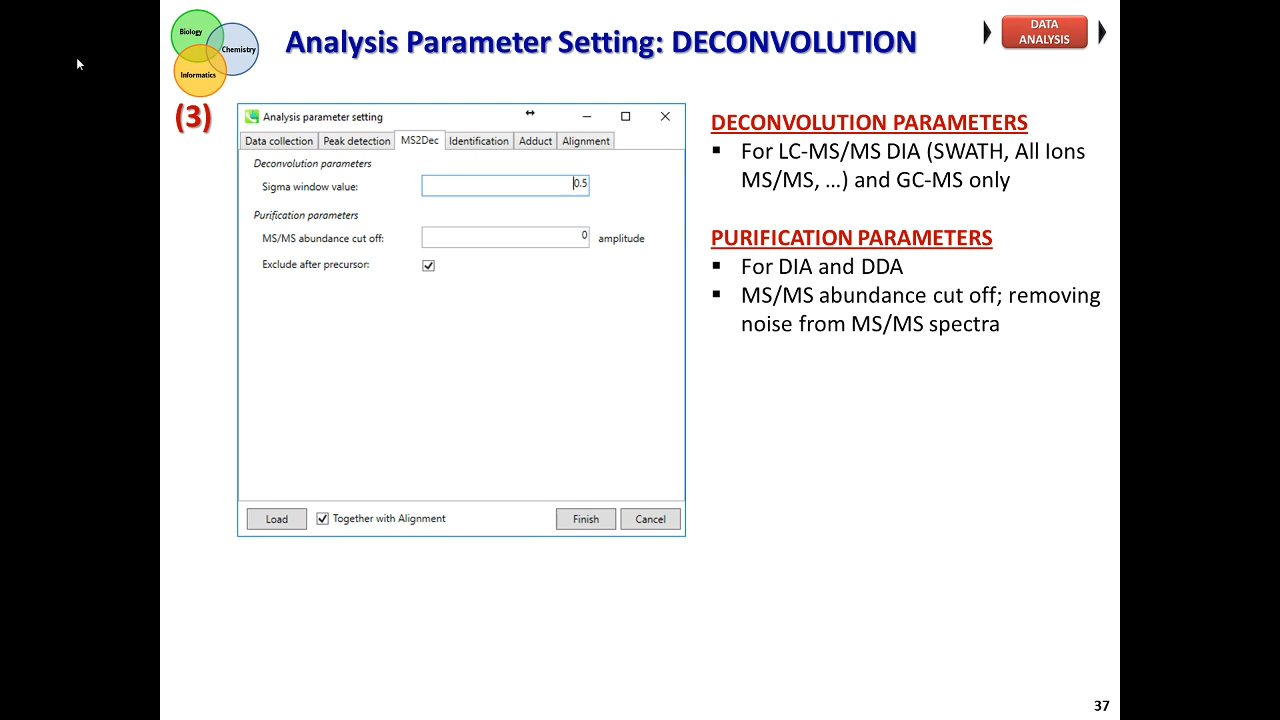 Biology
Chemistry
Informatics
Analysis Parameter Setting: DECONVOLUTION
DATA
ANALYSIS
(3)
Analysis parameter setting
Data collection Peak detection MS2Dec Identification Adduct Alignment
Deconvolution parameters
Sigma window value: 0.5
Purification parameters
MS/MS abundance cut off: 0 amplitude
Exclude after precursor:
Load Together with Alignment Finish Cancel
DECONVOLUTION PARAMETERS
▪ For LC-MS/MS DIA (SWATH, All Ions
MS/MS, …) and GC-MS only
PURIFICATION PARAMETERS
▪ For DIA and DDA
▪ MS/MS abundance cut off; removing
noise from MS/MS spectra
37